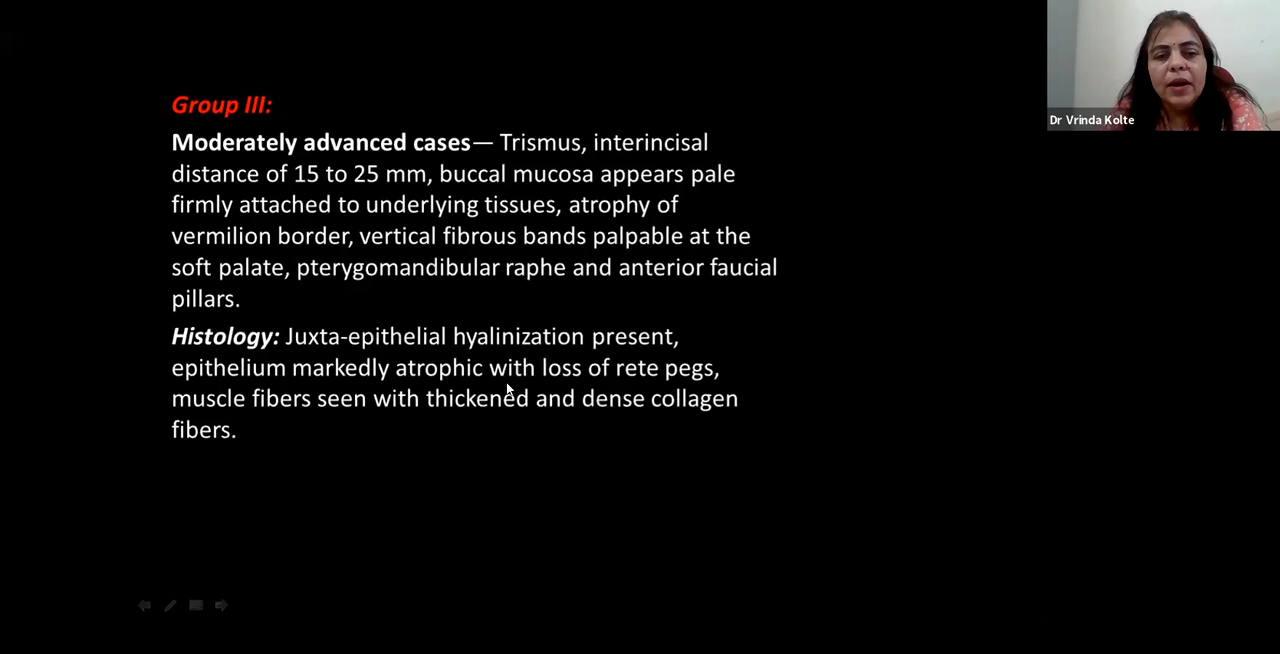 Group III:
Moderately advanced cases— Trismus, interincisal
distance of 15 to 25 mm, buccal mucosa appears pale
firmly attached to underlying tissues, atrophy of
vermilion border, vertical fibrous bands palpable at the
soft palate, pterygomandibular raphe and anterior faucial
pillars.
Histology: Juxta-epithelial hyalinization present,
epithelium markedly atrophic with loss of rete pegs,
muscle fibers seen with thickened and dense collagen
fibers.
Dr Vrinda Kolte